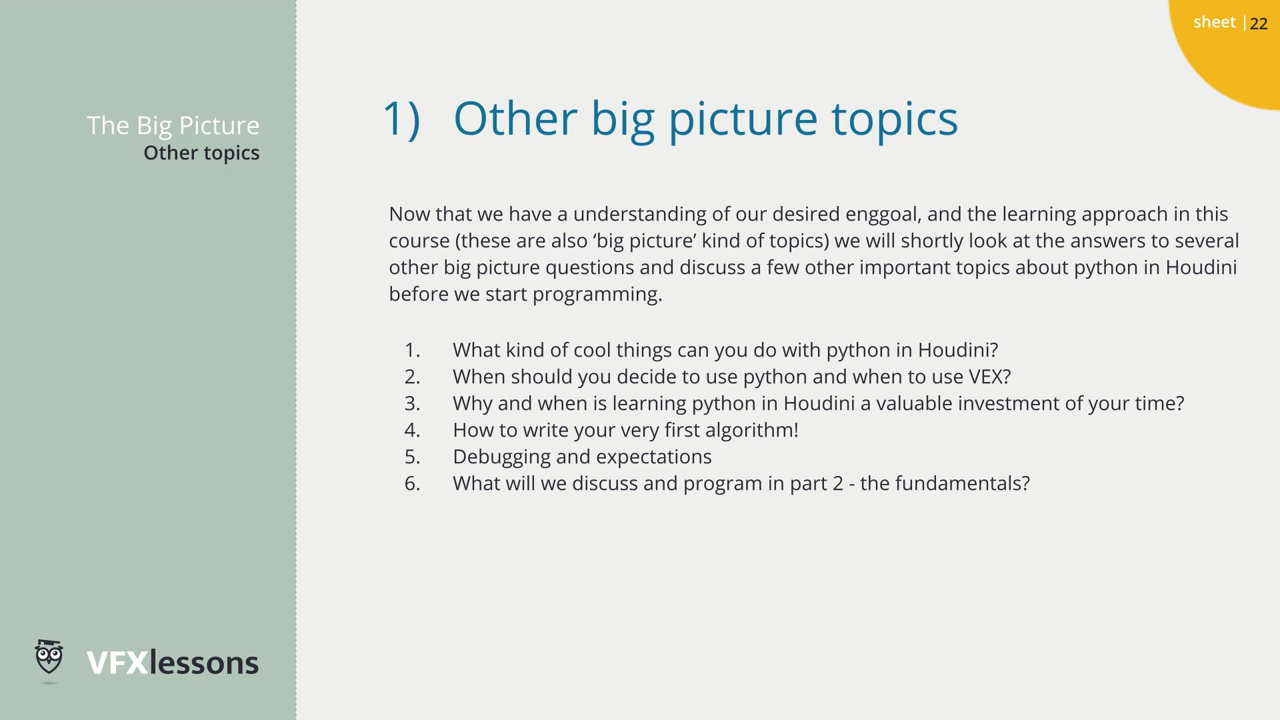 sheet |22
The Big Picture
Other topics
1) Other big picture topics
Now that we have a understanding of our desired enggoal, and the learning approach in this
course (these are also ‘big picture’ kind of topics) we will shortly look at the answers to several
other big picture questions and discuss a few other important topics about python in Houdini
before we start programming.
1. What kind of cool things can you do with python in Houdini?
2. When should you decide to use python and when to use VEX?
3. Why and when is learning python in Houdini a valuable investment of your time?
4. How to write your very first algorithm!
5. Debugging and expectations
6. What will we discuss and program in part 2 - the fundamentals?
VFXlessons